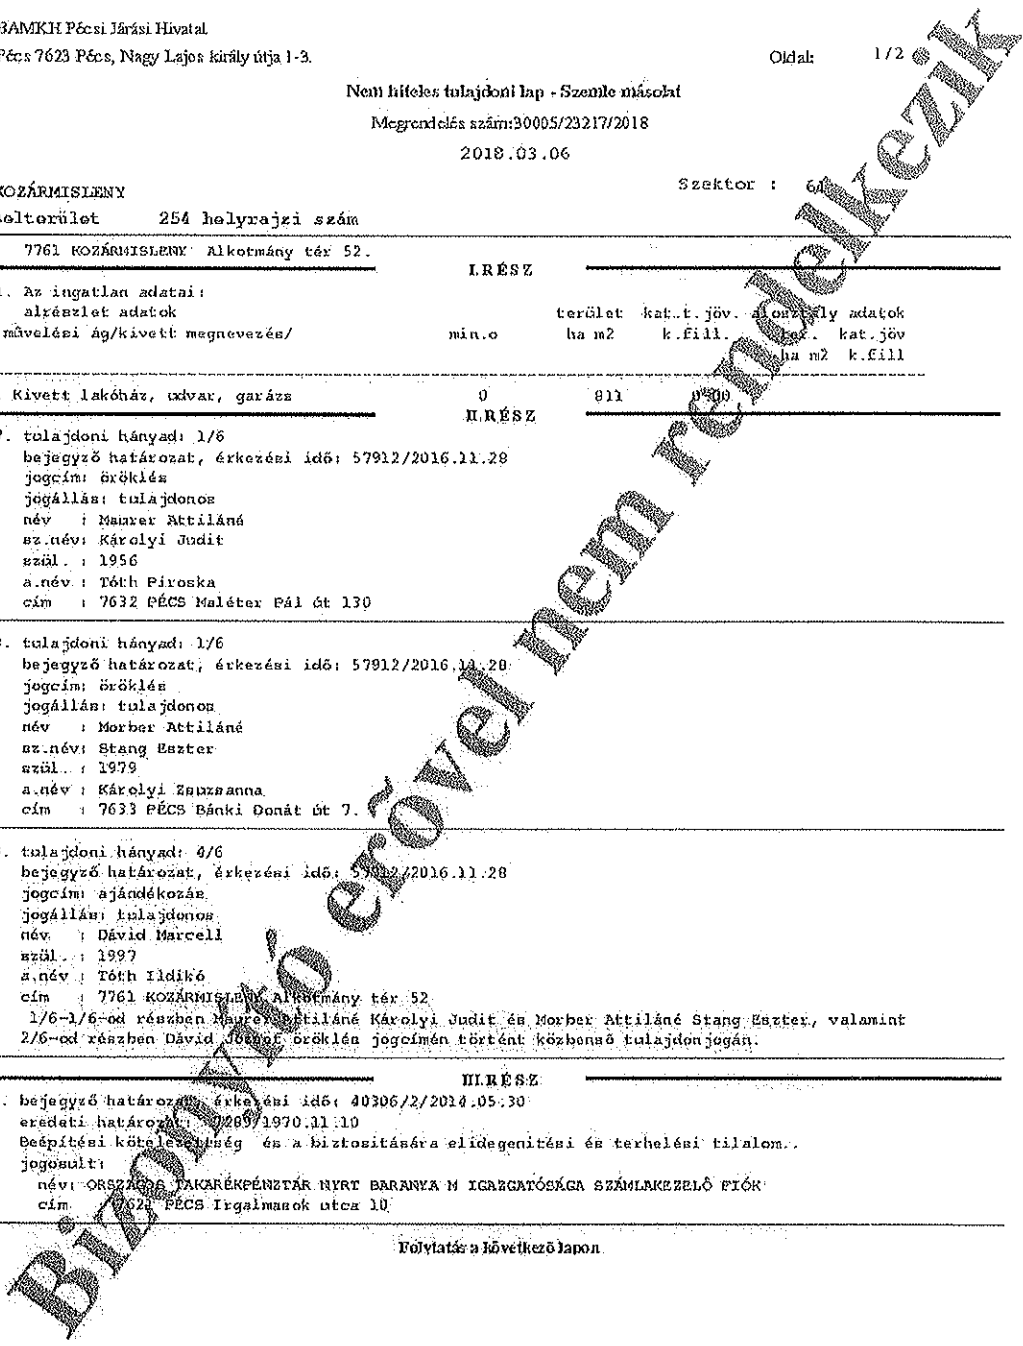 BAMKH Pécsi Járási Hivatal
Pécs 7623 Pécs, Nagy Lajos király útja 1-3.
Oldal: 1/2
Nem hiteles tulajdoni lap - Szemle másolat
Megrendelés szám:30005/23217/2018
2018.03.06
KOZÁRMISLENY
Szektor : 61
belterület 254 helyrajzi szám
7761 KOZÁRMISLENY Alkotmány tér 52.
I.RÉSZ
1. Az ingatlan adatai:
alrészlet adatok terület kat.t.jöv. alosztály adatok
művelési ág/kivett megnevezés/ min.o ha m2 k.fill. ter. kat.jöv
ha m2 k.fill
Kivett lakóház, udvar, garázs 0 811 0.00
II.RÉSZ
7. tulajdoni hányad: 1/6
bejegyző határozat, érkezési idő: 57912/2016.11.28
jogcím: öröklés
jogállás: tulajdonos
név : Maurer Attiláné
sz.név: Károlyi Judit
szül. : 1956
a.név : Tóth Piroska
cím : 7632 PÉCS Maléter Pál út 130
. tulajdoni hányad: 1/6
bejegyző határozat, érkezési idő: 57912/2016.11.28
jogcím: öröklés
jogállás: tulajdonos
név : Morber Attiláné
sz.név: Stang Eszter
szül. : 1979
a.név : Károlyi Zsuzsanna
cím : 7633 PÉCS Bánki Donát út 7.
. tulajdoni hányad: 4/6
bejegyző határozat, érkezési idő: 57912/2016.11.28
jogcím: ajándékozás
jogállás: tulajdonos
név : Dávid Marcell
szül. : 1997
a.név : Tóth Ildikó
cím : 7761 KOZÁRMISLENY Alkotmány tér 52
1/6-1/6-od részben Maurer Attiláné Károlyi Judit és Morber Attiláné Stang Eszter, valamint
2/6-od részben Dávid József öröklés jogcímén történt közbenső tulajdonjogán.
III.RÉSZ
. bejegyző határozat, érkezési idő: 40306/2/2014.05.30
eredeti határozat: 7289/1970.11.10
Beépítési kötelezettség és a biztosítására elidegenitési és terhelési tilalom..
jogosult:
név: ORSZÁGOS TAKARÉKPÉNZTÁR NYRT BARANYA M IGAZGATÓSÁGA SZÁMLAKEZELŐ FIÓK
cím : 7621 PÉCS Irgalmasok utca 10
Folytatás a következő lapon
Bizonyító erővel nem rendelkezik